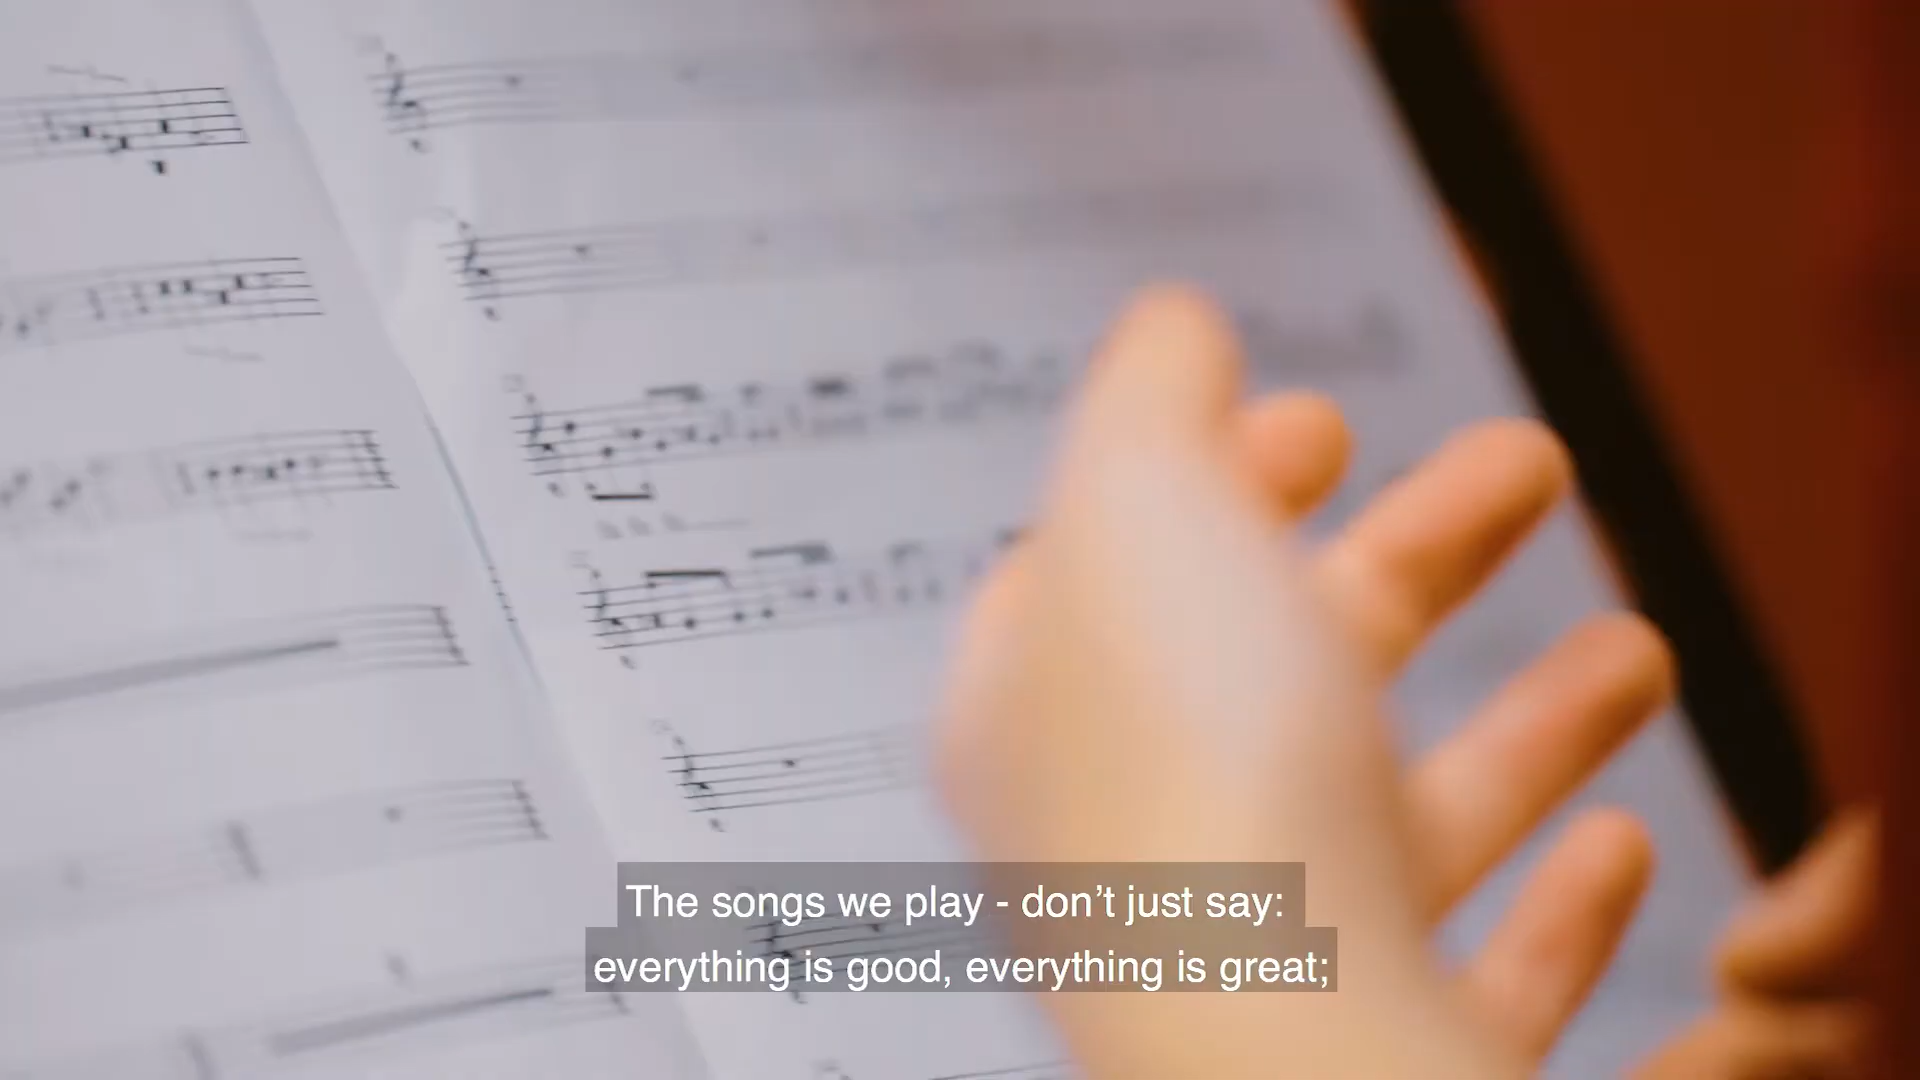 The songs we play - don’t just say:
everything is good, everything is great;